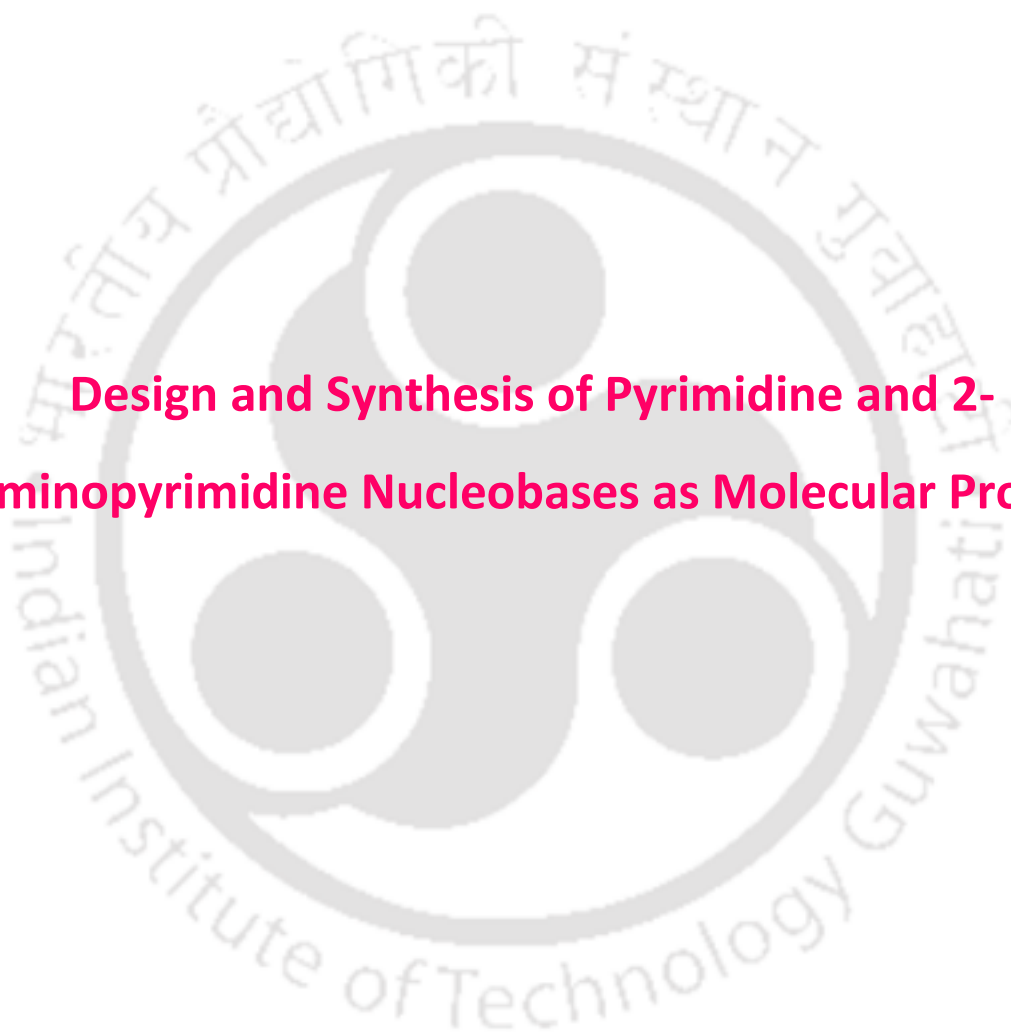 भारतीय प्रौद्योगिकी संस्थान गुवाहाटी
Design and Synthesis of Pyrimidine and 2-
minopyrimidine Nucleobases as Molecular Pro
Indian Institute of Technology Guwahati